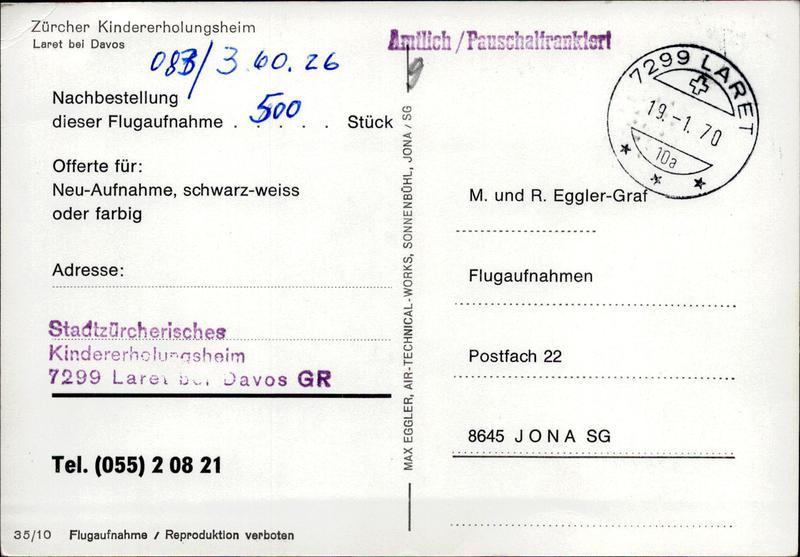 Zürcher Kindererholungsheim
Laret bei Davos
083/3.60.26
Nachbestellung
dieser Flugaufnahme . 500 . . . Stück
Offerte für:
Neu-Aufnahme, schwarz-weiss
oder farbig
Adresse:
Stadtzürcherisches
Kindererholungsheim
7299 Laret bei Davos GR
Tel. (055) 2 08 21
35/10 Flugaufnahme / Reproduktion verboten
MAX EGGLER, AIR-TECHNICAL-WORKS, SONNENBÜHL, JONA / SG
Amtlich / Pauschalfrankiert
9
7299 LARET
19.-1.70
10a
M. und R. Eggler-Graf
Flugaufnahmen
Postfach 22
8645 JONA SG